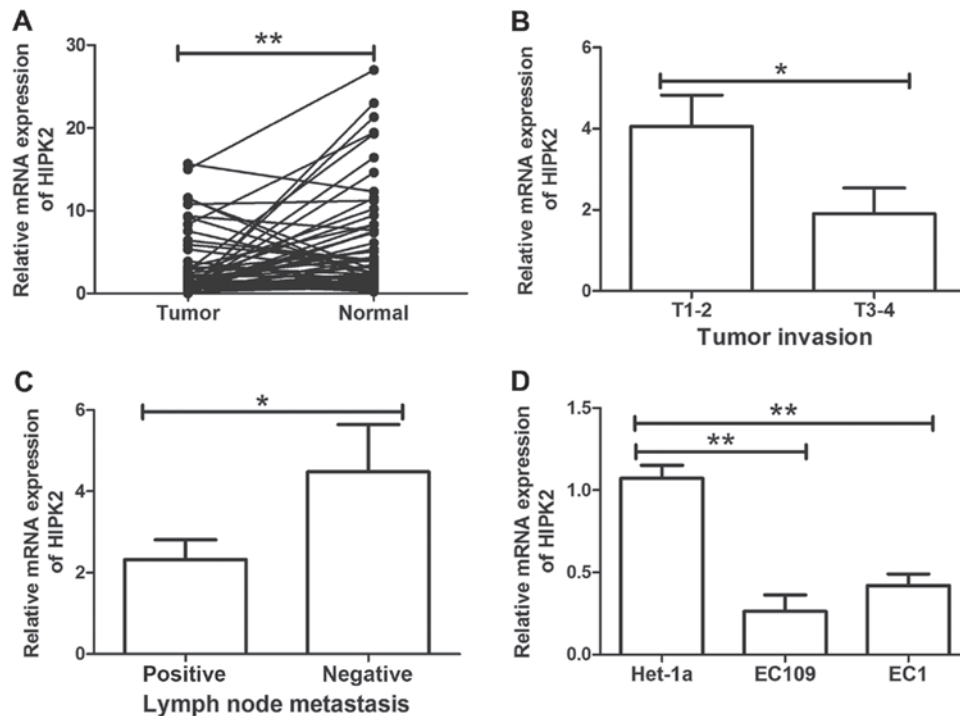 A
Relative mRNA expression
of HIPK2
30
20
10
0
**
Tumor
Normal
B
Relative mRNA expression
of HIPK2
6
4
2
0
*
T1-2
T3-4
Tumor invasion
C
Relative mRNA expression
of HIPK2
6
4
2
0
*
Positive
Negative
Lymph node metastasis
D
Relative mRNA expression
of HIPK2
1.5
1.0
0.5
0.0
**
**
Het-1a
EC109
EC1